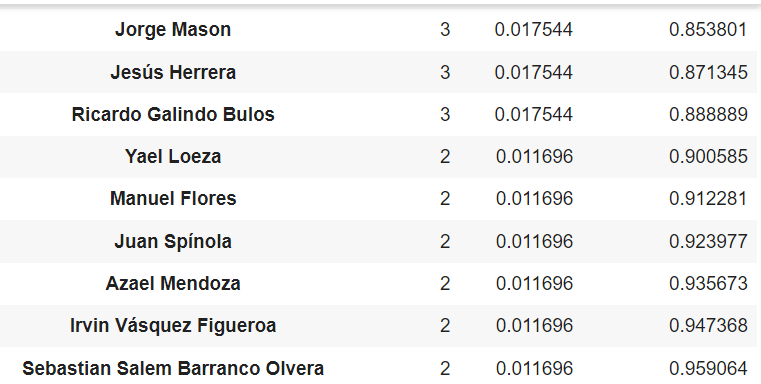 Jorge Mason 3 0.017544 0.853801
Jesús Herrera 3 0.017544 0.871345
Ricardo Galindo Bulos 3 0.017544 0.888889
Yael Loeza 2 0.011696 0.900585
Manuel Flores 2 0.011696 0.912281
Juan Spínola 2 0.011696 0.923977
Azael Mendoza 2 0.011696 0.935673
Irvin Vásquez Figueroa 2 0.011696 0.947368
Sebastian Salem Barranco Olvera 2 0.011696 0.959064